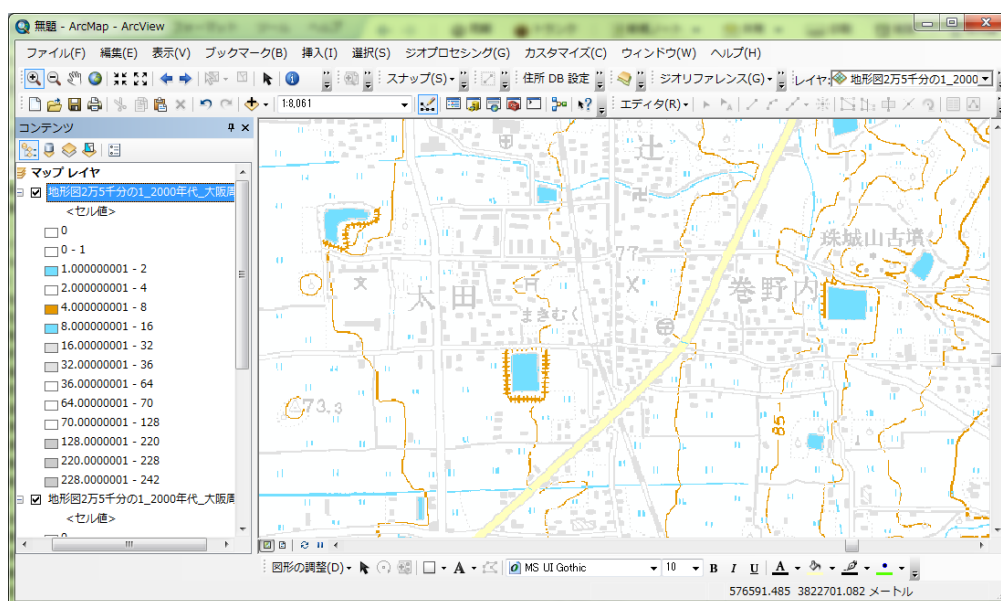 無題 - ArcMap - ArcView
ファイル(F) 編集(E) 表示(V) ブックマーク(B) 挿入(I) 選択(S) ジオプロセシング(G) カスタマイズ(C) ウィンドウ(W) ヘルプ(H)
スナップ(S) 住所 DB 設定 ジオリファレンス(G) レイヤ: 地形図2万5千分の1_2000
1:8,061 エディタ(R)
コンテンツ
マップ レイヤ
地形図2万5千分の1_2000年代_大阪
<セル値>
0
0 - 1
1.000000001 - 2
2.000000001 - 4
4.000000001 - 8
8.000000001 - 16
16.00000001 - 32
32.00000001 - 36
36.00000001 - 64
64.00000001 - 70
70.00000001 - 128
128.0000001 - 220
220.0000001 - 228
228.0000001 - 242
地形図2万5千分の1_2000年代_大阪
<セル値>
辻
珠城山古墳
77
太田
巻野内
まきむく
73.3
85
図形の調整(D) A MS UI Gothic 10 B I U A
576591.485 3822701.082 メートル